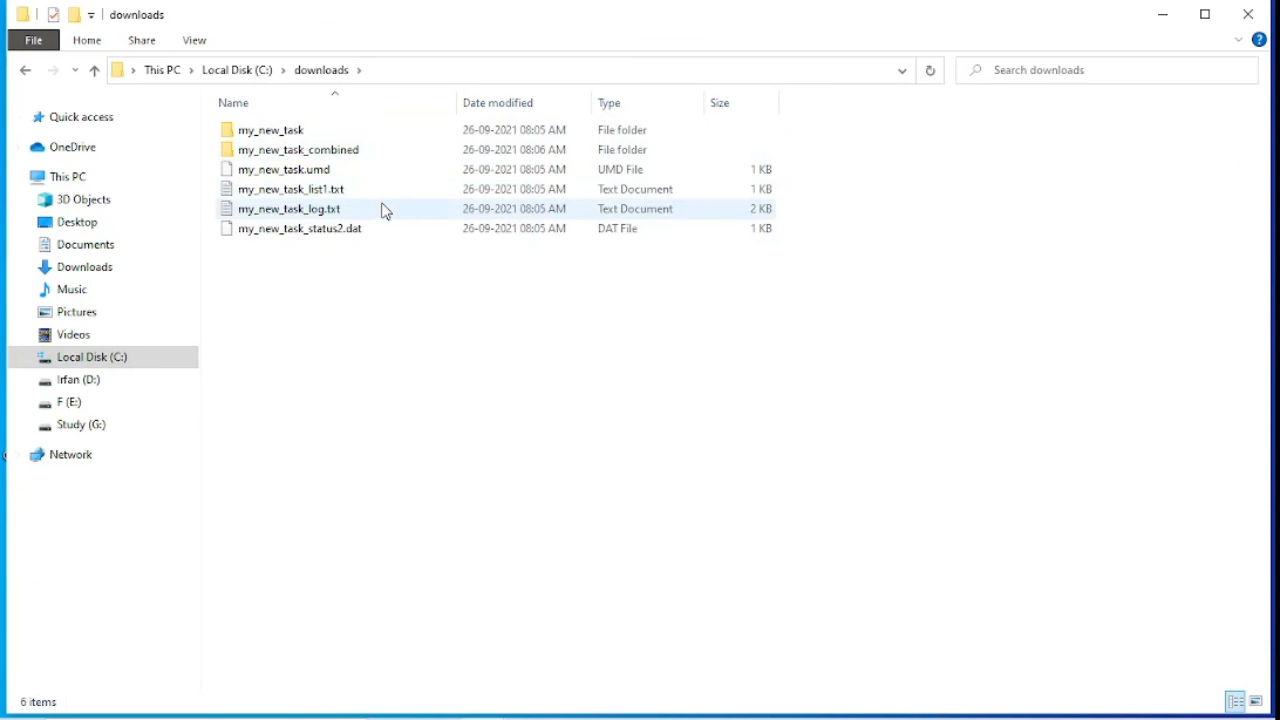 downloads
File Home Share View
This PC Local Disk (C:) downloads Search downloads
Name Date modified Type Size
Quick access
OneDrive
This PC
3D Objects
Desktop
Documents
Downloads
Music
Pictures
Videos
Local Disk (C:)
Irfan (D:)
F (E:)
Study (G:)
Network
my_new_task 26-09-2021 08:05 AM File folder
my_new_task_combined 26-09-2021 08:06 AM File folder
my_new_task.umd 26-09-2021 08:05 AM UMD File 1 KB
my_new_task_list1.txt 26-09-2021 08:05 AM Text Document 1 KB
my_new_task_log.txt 26-09-2021 08:05 AM Text Document 2 KB
my_new_task_status2.dat 26-09-2021 08:05 AM DAT File 1 KB
6 items